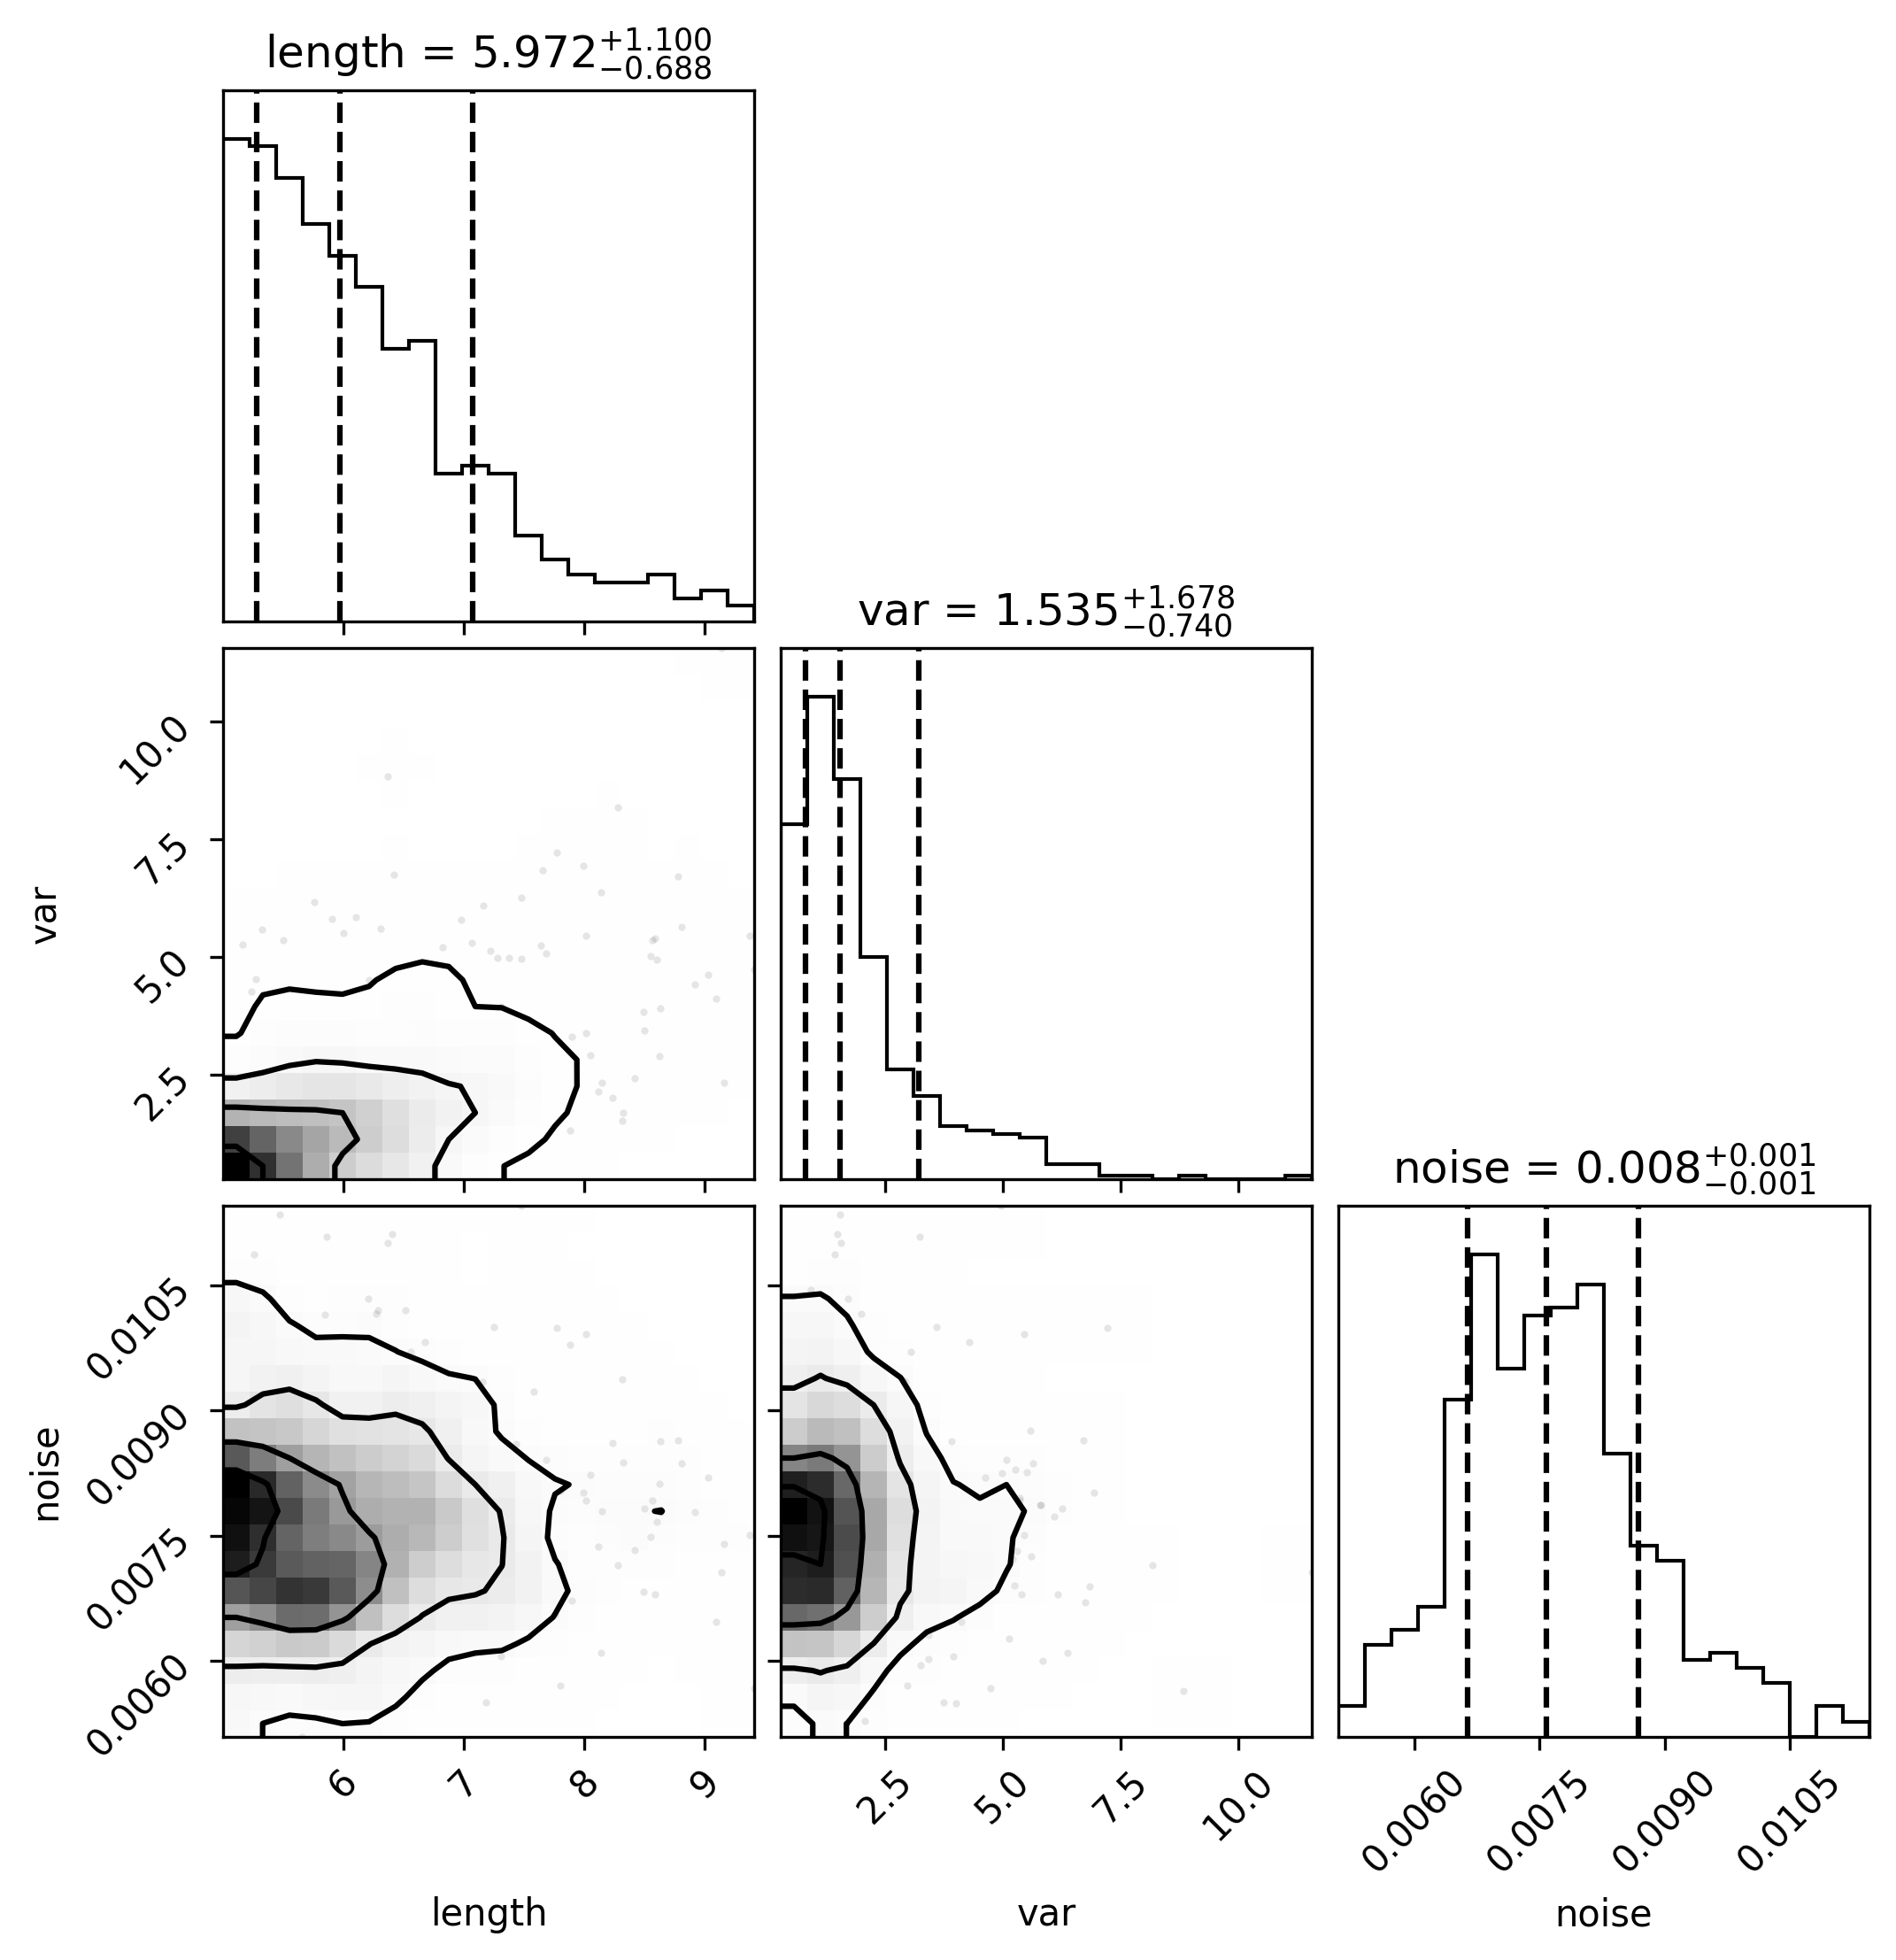 length = 5.972 +1.100 −0.688
var = 1.535 +1.678 −0.740
10.0
7.5
5.0
2.5
var
noise = 0.008 +0.001 −0.001
0.0105
0.0090
0.0075
0.0060
noise
6 7 8 9
2.5 5.0 7.5 10.0
0.0060 0.0075 0.0090 0.0105
length var noise